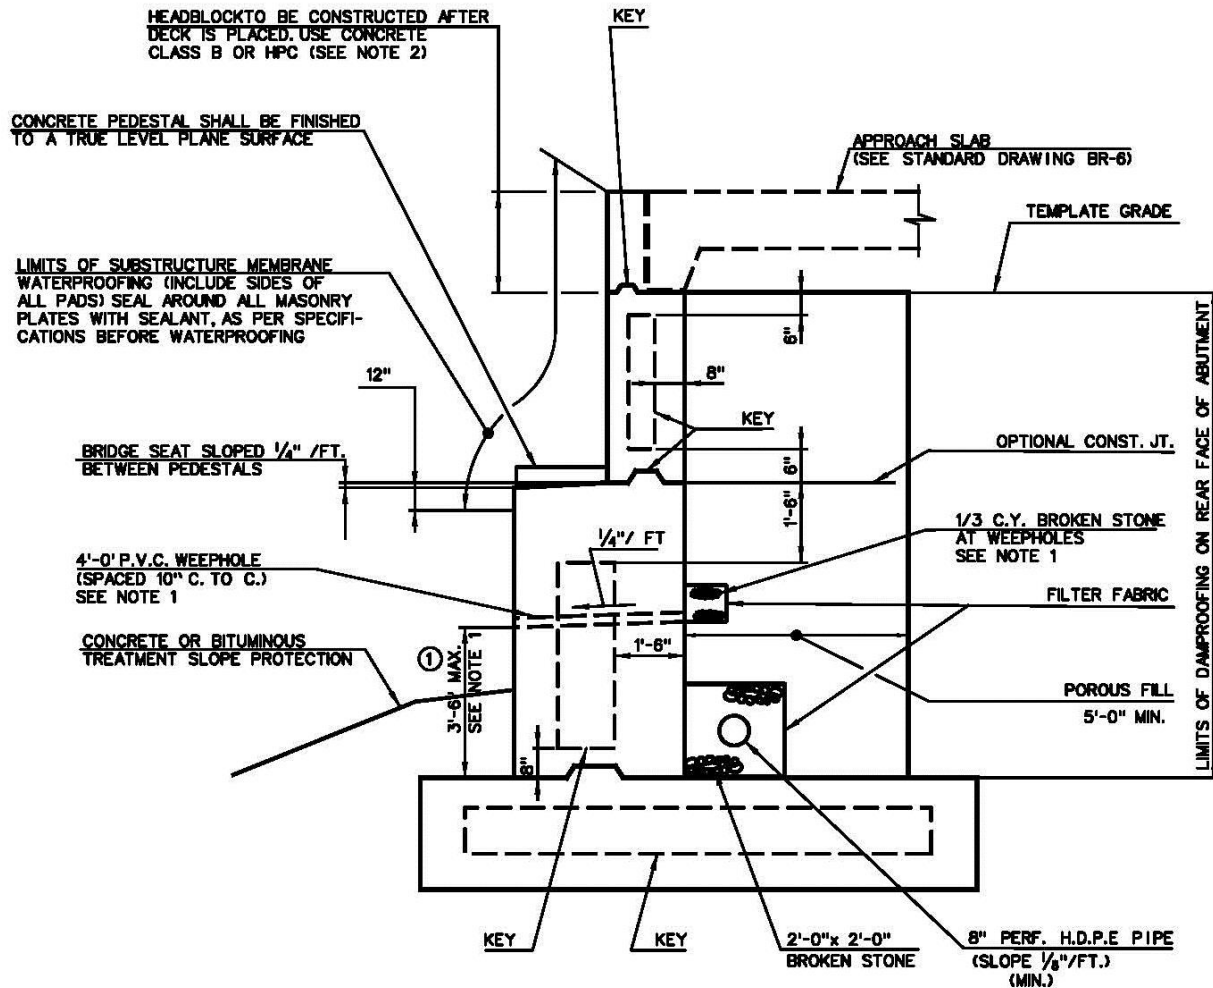 HEADBLOCKTO BE CONSTRUCTED AFTER
DECK IS PLACED. USE CONCRETE
CLASS B OR HPC (SEE NOTE 2)
KEY
CONCRETE PEDESTAL SHALL BE FINISHED
TO A TRUE LEVEL PLANE SURFACE
APPROACH SLAB
(SEE STANDARD DRAWING BR-6)
TEMPLATE GRADE
LIMITS OF SUBSTRUCTURE MEMBRANE
WATERPROOFING (INCLUDE SIDES OF
ALL PADS) SEAL AROUND ALL MASONRY
PLATES WITH SEALANT, AS PER SPECIFI-
CATIONS BEFORE WATERPROOFING
6"
12"
8"
KEY
BRIDGE SEAT SLOPED 1/4" /FT.
BETWEEN PEDESTALS
OPTIONAL CONST. JT.
6"
1'-6"
1/4"/ FT
1/3 C.Y. BROKEN STONE
AT WEEPHOLES
SEE NOTE 1
4'-0' P.V.C. WEEPHOLE
(SPACED 10" C. TO C.)
SEE NOTE 1
FILTER FABRIC
CONCRETE OR BITUMINOUS
TREATMENT SLOPE PROTECTION
1
3'-6" MAX.
SEE NOTE 1
1'-6"
POROUS FILL
5'-0" MIN.
LIMITS OF DAMPROOFING ON REAR FACE OF ABUTMENT
KEY
KEY
2'-0"x 2'-0"
BROKEN STONE
8" PERF. H.D.P.E PIPE
(SLOPE 1/8"/FT.)
(MIN.)